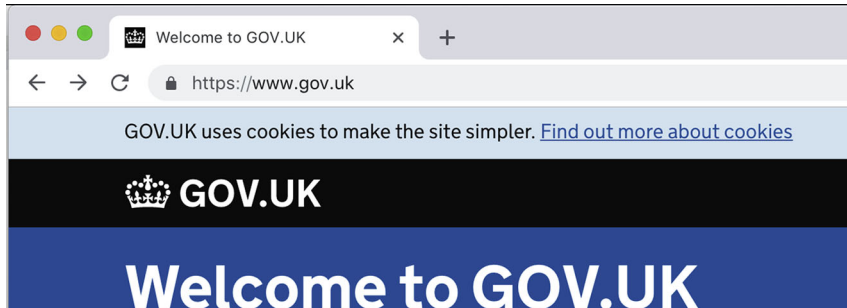 Welcome to GOV.UK
https://www.gov.uk
GOV.UK uses cookies to make the site simpler. Find out more about cookies
GOV.UK
Welcome to GOV.UK